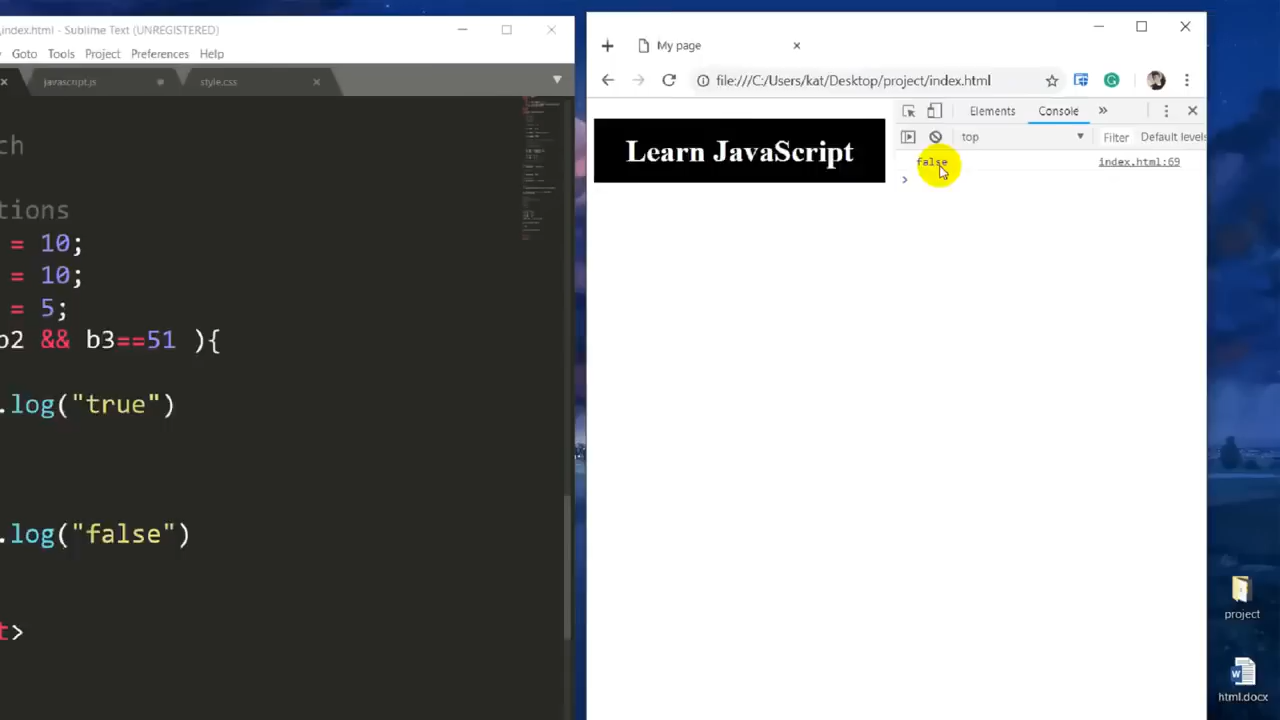 index.html - Sublime Text (UNREGISTERED)
Goto Tools Project Preferences Help
javascript.js
style.css
ch
tions
= 10;
= 10;
= 5;
b2 && b3==51 ){
.log("true")
.log("false")
t>
My page
file:///C:/Users/kat/Desktop/project/index.html
Elements Console »
top
Filter
Default levels
false
index.html:69
Learn JavaScript
project
html.docx